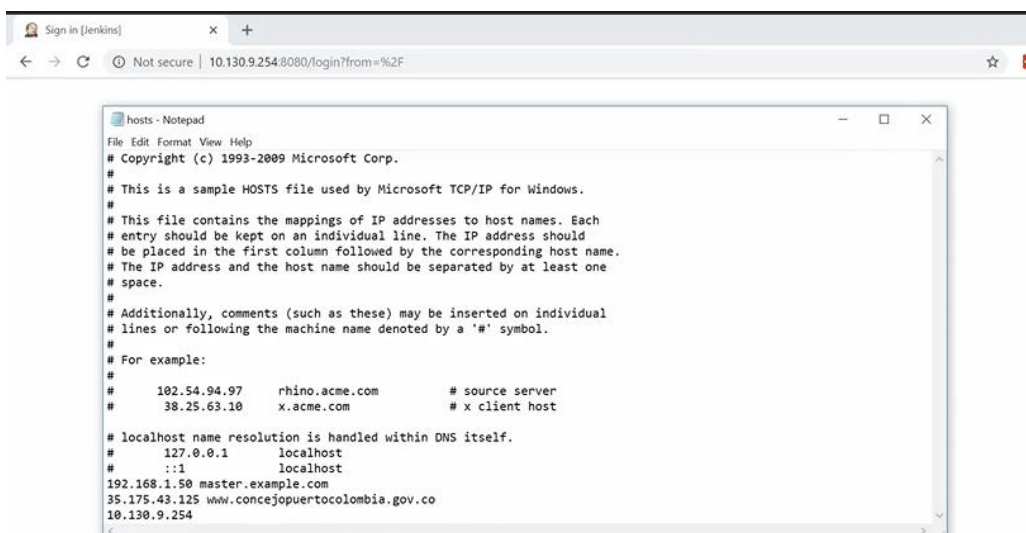 Sign in [Jenkins]
Not secure | 10.130.9.254:8080/login?from=%2F
hosts - Notepad
File Edit Format View Help
# Copyright (c) 1993-2009 Microsoft Corp.
#
# This is a sample HOSTS file used by Microsoft TCP/IP for Windows.
#
# This file contains the mappings of IP addresses to host names. Each
# entry should be kept on an individual line. The IP address should
# be placed in the first column followed by the corresponding host name.
# The IP address and the host name should be separated by at least one
# space.
#
# Additionally, comments (such as these) may be inserted on individual
# lines or following the machine name denoted by a '#' symbol.
#
# For example:
#
#      102.54.94.97     rhino.acme.com          # source server
#       38.25.63.10     x.acme.com              # x client host

# localhost name resolution is handled within DNS itself.
#       127.0.0.1       localhost
#       ::1             localhost
192.168.1.50 master.example.com
35.175.43.125 www.concejopuertocolombia.gov.co
10.130.9.254